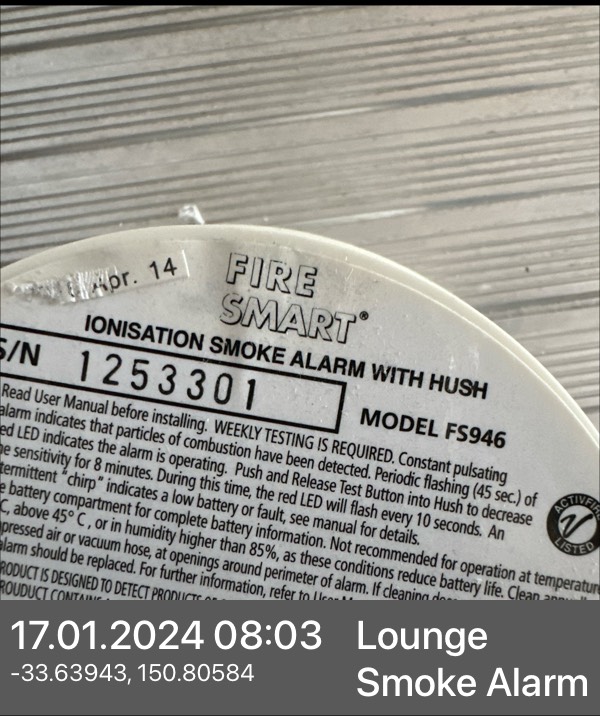 Apr. 14
FIRE
SMART®
IONISATION SMOKE ALARM WITH HUSH
S/N 1253301
MODEL FS946
Read User Manual before installing. WEEKLY TESTING IS REQUIRED. Constant pulsating
alarm indicates that particles of combustion have been detected. Periodic flashing (45 sec.) of
ed LED indicates the alarm is operating. Push and Release Test Button into Hush to decrease
e sensitivity for 8 minutes. During this time, the red LED will flash every 10 seconds. An
termittent "chirp" indicates a low battery or fault, see manual for details.
e battery compartment for complete battery information. Not recommended for operation at temperature
C, above 45° C, or in humidity higher than 85%, as these conditions reduce battery life. Clean
pressed air or vacuum hose, at openings around perimeter of alarm. If cleaning
larm should be replaced. For further information, refer to User
RODUCT IS DESIGNED TO DETECT PRODUCTS
ACTIVFIRE
LISTED
17.01.2024 08:03
-33.63943, 150.80584
Lounge
Smoke Alarm